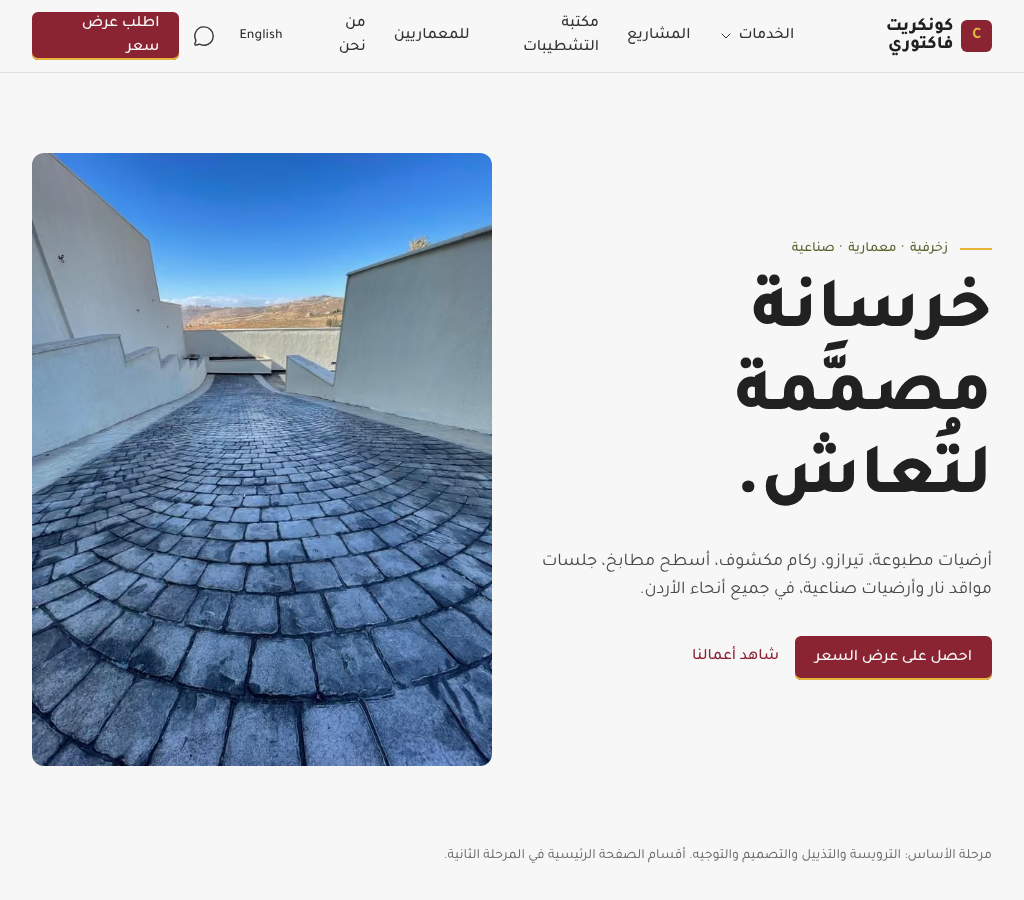 C
كونكريت
فاكتوري
الخدمات
المشاريع
مكتبة
التشطيبات
للمعماريين
من
نحن
English
اطلب عرض
سعر
زخرفية · معمارية · صناعية
خرسانة
مصمَّمة
لتُعاش.
أرضيات مطبوعة، تيرازو، ركام مكشوف، أسطح مطابخ، جلسات
مواقد نار وأرضيات صناعية، في جميع أنحاء الأردن.
احصل على عرض السعر
شاهد أعمالنا
مرحلة الأساس: الترويسة والتذييل والتصميم والتوجيه. أقسام الصفحة الرئيسية في المرحلة الثانية.